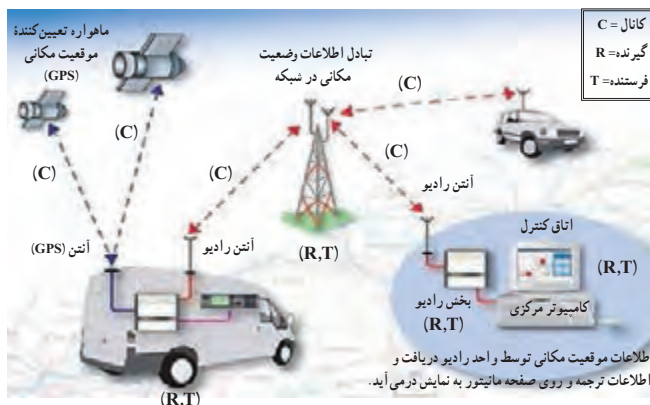 کانال = C
گیرنده= R
فرستنده= T
ماهواره تعیین‌کنندۀ
موقعیت مکانی
(GPS)
تبادل اطلاعات وضعیت
مکانی در شبکه
(C)
(C)
(C)
(C)
(C)
آنتن رادیو
آنتن (GPS)
آنتن رادیو
(R,T)
اتاق کنترل
(R,T)
کامپیوتر مرکزی
بخش رادیو
(R,T)
(R,T)
طلاعات موقعیت مکانی توسط واحد رادیو دریافت و
اطلاعات ترجمه و روی صفحه مانیتور به نمایش درمی آید.